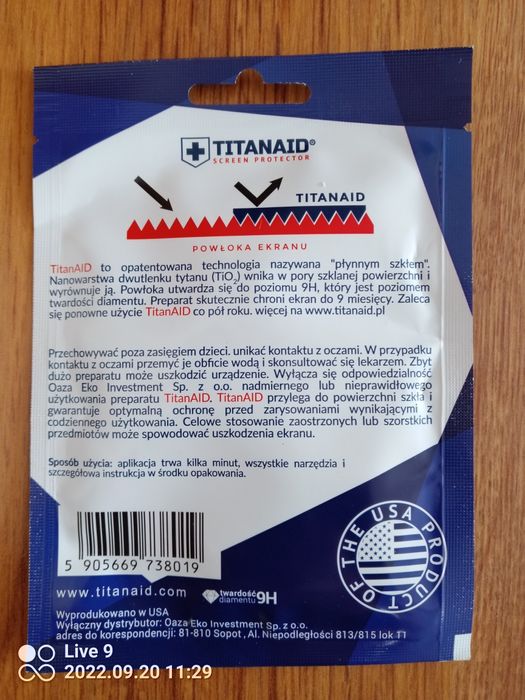 TITANAID®
SCREEN PROTECTOR
TITANAID
POWŁOKA EKRANU
TitanAID to opatentowana technologia nazywana "płynnym szkłem".
Nanowarstwa dwutlenku tytanu (TiO2) wnika w pory szklanej powierzchni i
wyrównuje ją. Powłoka utwardza się do poziomu 9H, który jest poziomem
twardości diamentu. Preparat skutecznie chroni ekran do 9 miesięcy. Zaleca
się ponowne użycie TitanAID co pół roku. więcej na www.titanaid.pl
Przechowywać poza zasięgiem dzieci. unikać kontaktu z oczami. W przypadku
kontaktu z oczami przemyć je obficie wodą i skonsultować się lekarzem. Zbyt
dużo preparatu może uszkodzić urządzenie. Wyłącza się odpowiedzialność
Oaza Eko Investment Sp. z o.o. nadmiernego lub nieprawidłowego
użytkowania preparatu TitanAID. TitanAID przylega do powierzchni szkła i
gwarantuje optymalną ochronę przed zarysowaniami wynikającymi z
codziennego użytkowania. Celowe stosowanie zaostrzonych lub szorstkich
przedmiotów może spowodować uszkodzenia ekranu.
Sposób użycia: aplikacja trwa kilka minut, wszystkie narzędzia i
szczegółowa instrukcja w środku opakowania.
5 905669 738019
PRODUCT OF THE USA
www.titanaid.com
twardość
diamentu 9H
Wyprodukowano w USA
Wyłączny dystrybutor: Oaza Eko Investment Sp. z o.o.
adres do korespondencji: 81-810 Sopot, Al. Niepodległości 813/815 lok 11
Live 9
2022.09.20 11:29